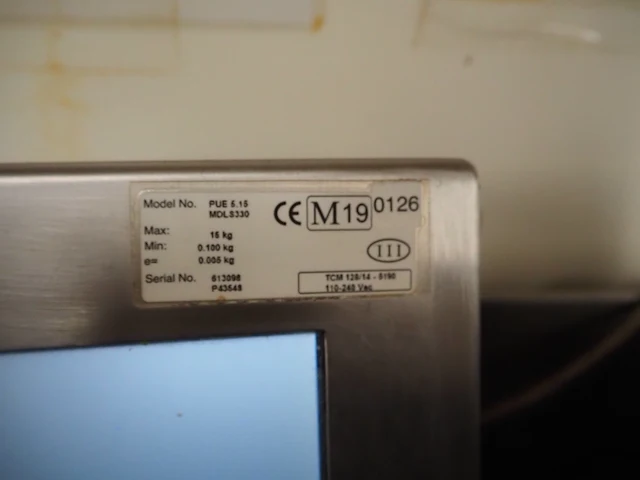 Model No. PUE 5.15
MDLS330
CE M19 0126
Max: 15 kg
Min: 0.100 kg
e= 0.005 kg
III
Serial No. 613098
P43548
TCM 128/14 - 5190
110-240 Vac